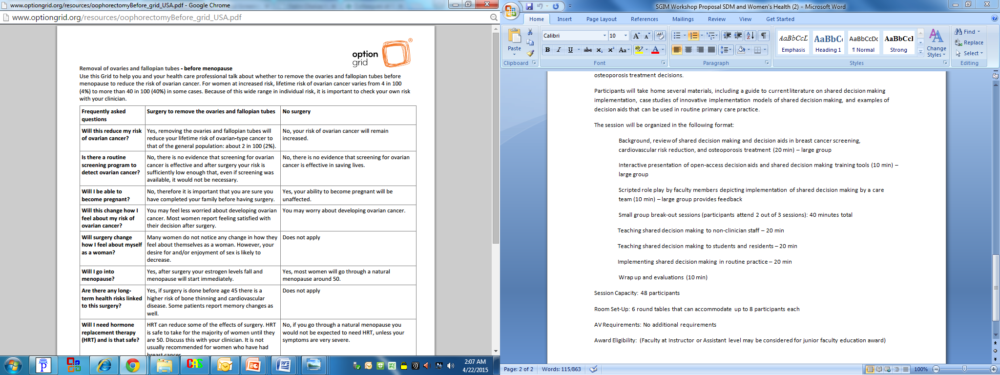 www.optiongrid.org/resources/oophorectomyBefore_grid_USA.pdf - Google Chrome
www.optiongrid.org/resources/oophorectomyBefore_grid_USA.pdf
option
grid
Removal of ovaries and fallopian tubes - before menopause
Use this Grid to help you and your health care professional talk about whether to remove the ovaries and fallopian tubes before
menopause to reduce the risk of ovarian cancer. For women at increased risk, lifetime risk of ovarian cancer varies from 4 in 100
(4%) to more than 40 in 100 (40%) in some cases. Because of this wide range in individual risk, it is important to check your own risk
with your clinician.
Frequently asked
questions
Surgery to remove the ovaries and fallopian tubes
No surgery
Will this reduce my risk
of ovarian cancer?
Yes, removing the ovaries and fallopian tubes will
reduce your lifetime risk of ovarian-type cancer to
that of the general population: about 2 in 100 (2%).
No, your risk of ovarian cancer will remain
increased.
Is there a routine
screening program to
detect ovarian cancer?
No, there is no evidence that screening for ovarian
cancer is effective and after surgery your risk is
sufficiently low enough that, even if screening was
available, it would not be necessary.
No, there is no evidence that screening for ovarian
cancer is effective in saving lives.
Will I be able to
become pregnant?
No, therefore it is important that you are sure you
have completed your family before having surgery.
Yes, your ability to become pregnant will be
unaffected.
Will this change how I
feel about my risk of
ovarian cancer?
You may feel less worried about developing ovarian
cancer. Most women report feeling satisfied with
their decision after surgery.
You may worry about developing ovarian cancer.
Will surgery change
how I feel about myself
as a woman?
Many women do not notice any change in how they
feel about themselves as a woman. However, your
desire for and/or enjoyment of sex is likely to
decrease.
Does not apply
Will I go into
menopause?
Yes, after surgery your estrogen levels fall and
menopause will start immediately.
Yes, most women will go through a natural
menopause around 50.
Are there any long-
term health risks linked
to this surgery?
Yes, if surgery is done before age 45 there is a
higher risk of bone thinning and cardiovascular
disease. Some patients report memory changes as
well.
Does not apply
Will I need hormone
replacement therapy
(HRT) and is that safe?
HRT can reduce some of the effects of surgery. HRT
is safe to take for the majority of women until they
are 50. Discuss this with your clinician. It is not
usually recommended for women who have had
breast cancer.
No, if you go through a natural menopause you
would not be expected to need HRT, unless your
symptoms are very severe.
2:07 AM
4/22/2015
SGIM Workshop Proposal SDM and Women's Health (2) - Microsoft Word
Home Insert Page Layout References Mailings Review View Get Started
Paste
Clipboard
Calibri 10
Font
Paragraph
AaBbCcL AaBbC AaBbCcDc AaBbCcI
Emphasis Heading 1 ¶ Normal Strong
Change
Styles
Styles
Find
Replace
Select
Editing
osteoporosis treatment decisions.
Participants will take home several materials, including a guide to current literature on shared decision making
implementation, case studies of innovative implementation models of shared decision making, and examples of
decision aids that can be used in routine primary care practice.
The session will be organized in the following format:
Background, review of shared decision making and decision aids in breast cancer screening,
cardiovascular risk reduction, and osteoporosis treatment (20 min) – large group
Interactive presentation of open-access decision aids and shared decision making training tools (10 min) –
large group
Scripted role play by faculty members depicting implementation of shared decision making by a care
team (10 min) – large group provides feedback
Small group break-out sessions (participants attend 2 out of 3 sessions): 40 minutes total
Teaching shared decision making to non-clinician staff – 20 min
Teaching shared decision making to students and residents – 20 min
Implementing shared decision making in routine practice – 20 min
Wrap up and evaluations (10 min)
Session Capacity: 48 participants
Room Set-Up: 6 round tables that can accommodate up to 8 participants each
AV Requirements: No additional requirements
Award Eligibility: (Faculty at Instructor or Assistant level may be considered for junior faculty education award)
Page: 2 of 2 Words: 115/863
100%